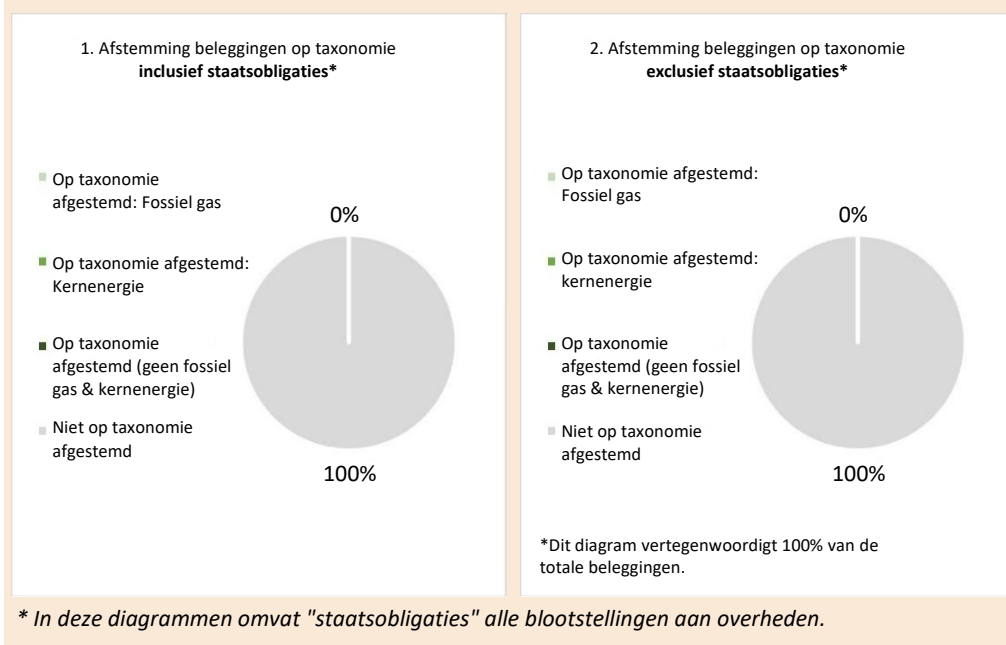 1. Afstemming beleggingen op taxonomie
inclusief staatsobligaties*
Op taxonomie
afgestemd: Fossiel gas
Op taxonomie afgestemd:
Kernenergie
Op taxonomie
afgestemd (geen fossiel
gas & kernenergie)
Niet op taxonomie
afgestemd
0%
100%
2. Afstemming beleggingen op taxonomie
exclusief staatsobligaties*
Op taxonomie afgestemd:
Fossiel gas
Op taxonomie afgestemd:
kernenergie
Op taxonomie
afgestemd (geen fossiel
gas & kernenergie)
Niet op taxonomie
afgestemd
0%
100%
*Dit diagram vertegenwoordigt 100% van de
totale beleggingen.
* In deze diagrammen omvat "staatsobligaties" alle blootstellingen aan overheden.